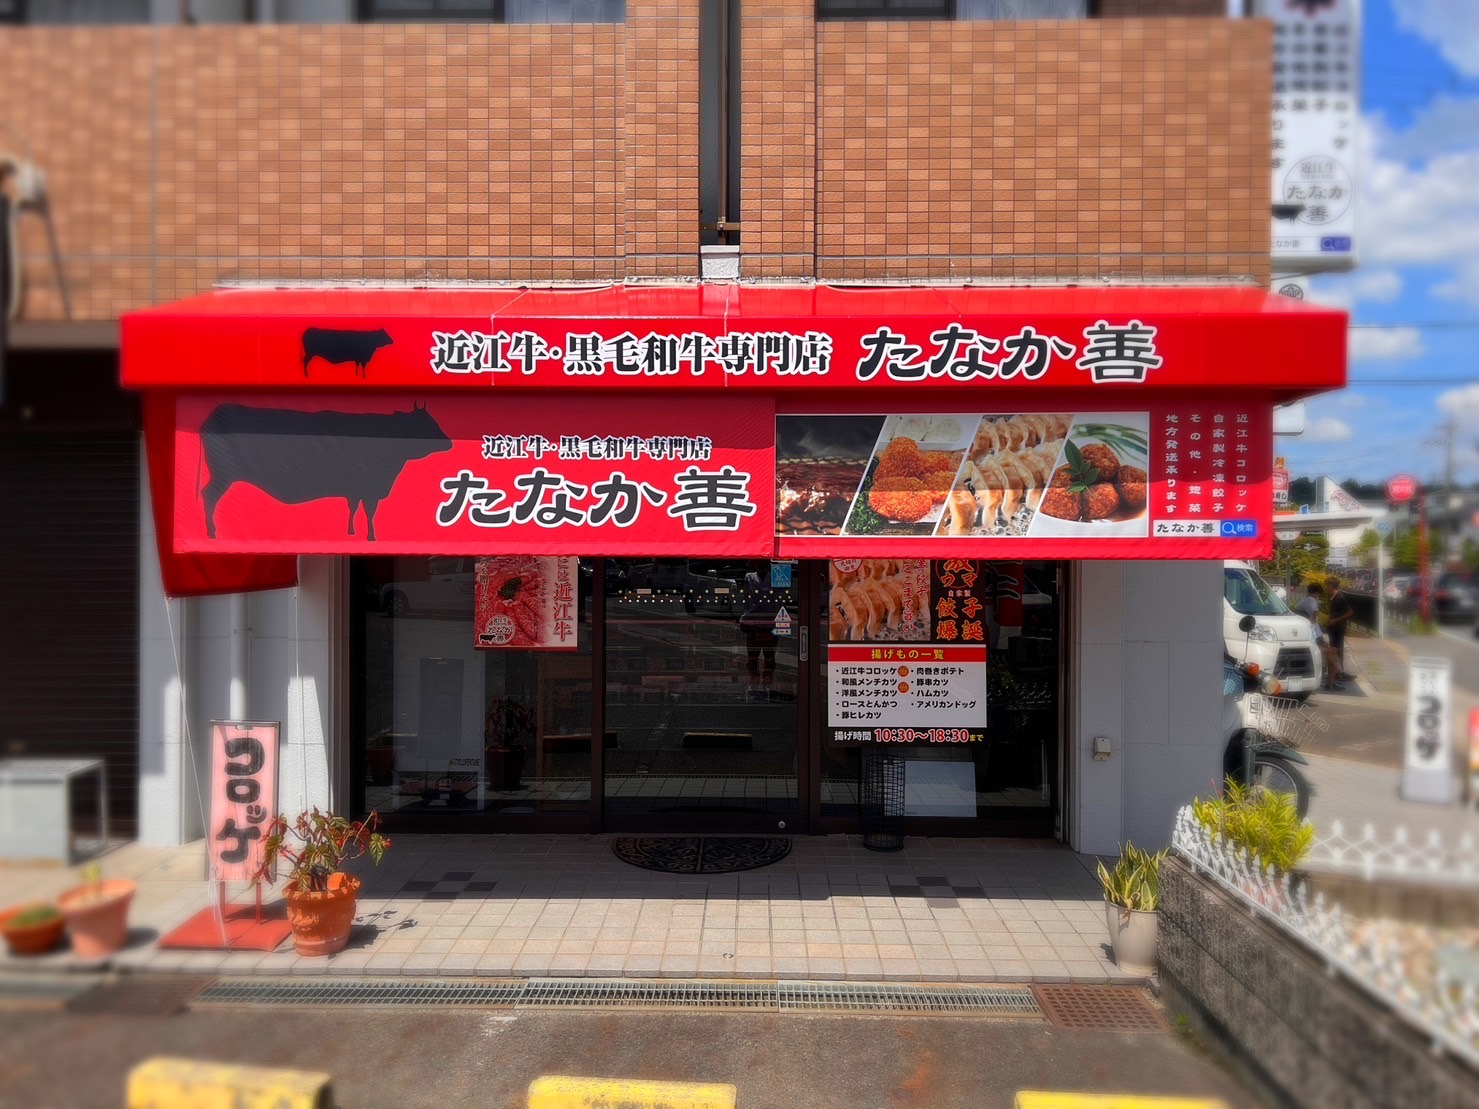 近江牛・黒毛和牛専門店 たなか善
近江牛・黒毛和牛専門店
たなか善
近江牛コロッケ
自家製冷凍餃子
その他・惣菜
地方発送承ります
たなか善 検索
近江牛
たなか
善
近江牛
餃子
自家製
餃子
爆誕
揚げもの一覧
・近江牛コロッケ
・和風メンチカツ
・洋風メンチカツ
・ロースとんかつ
・豚ヒレカツ
・肉巻きポテト
・豚串カツ
・ハムカツ
・アメリカンドッグ
揚げ時間 10:30〜18:30まで
コロッケ
コロッケ